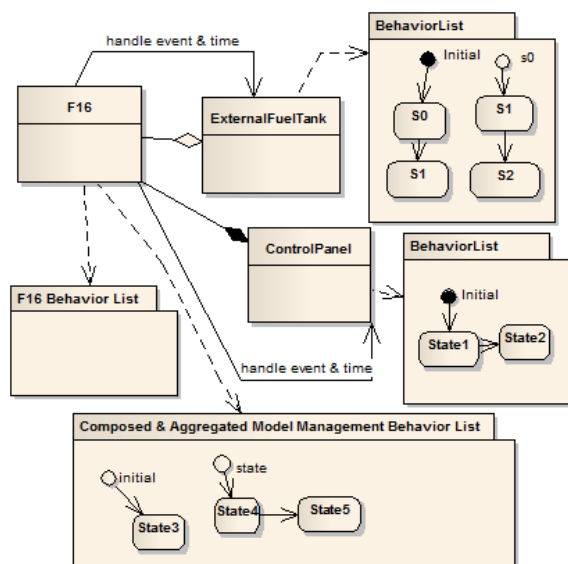 BehaviorList
handle event & time
Initial
s0
F16
ExternalFuelTank
S0
S1
S1
S2
ControlPanel
BehaviorList
F16 Behavior List
Initial
State1
State2
handle event & time
Composed & Aggregated Model Management Behavior List
initial
state
State3
State4
State5